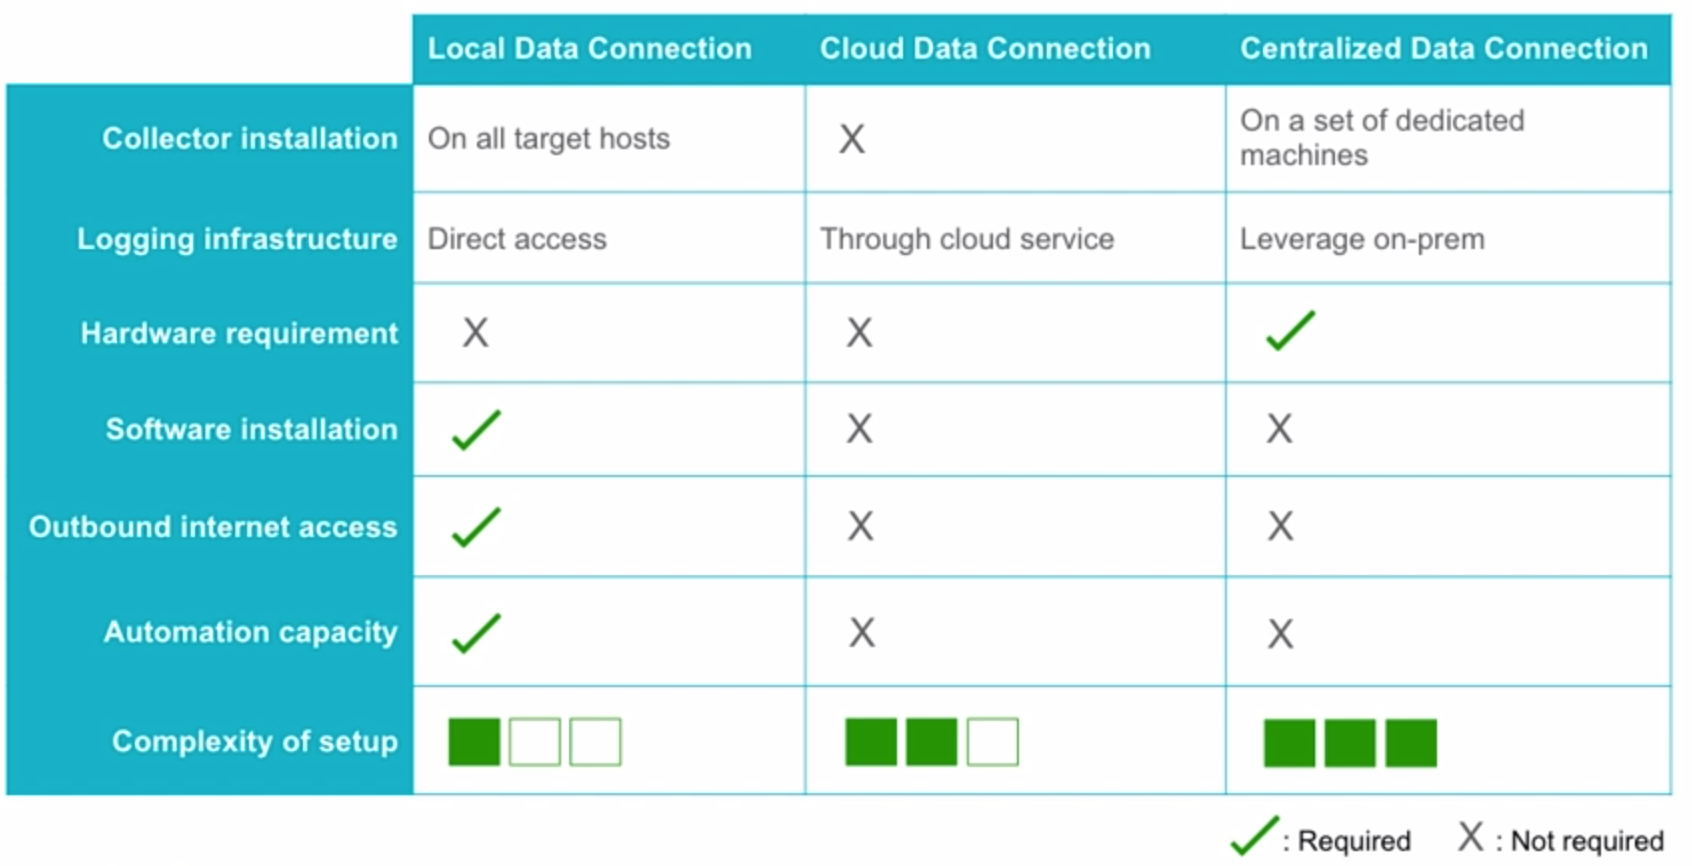 Local Data Connection Cloud Data Connection Centralized Data Connection
Collector installation On all target hosts X On a set of dedicated
machines
Logging infrastructure Direct access Through cloud service Leverage on-prem
Hardware requirement X X ✓
Software installation ✓ X X
Outbound internet access ✓ X X
Automation capacity ✓ X X
Complexity of setup
✓ : Required X : Not required